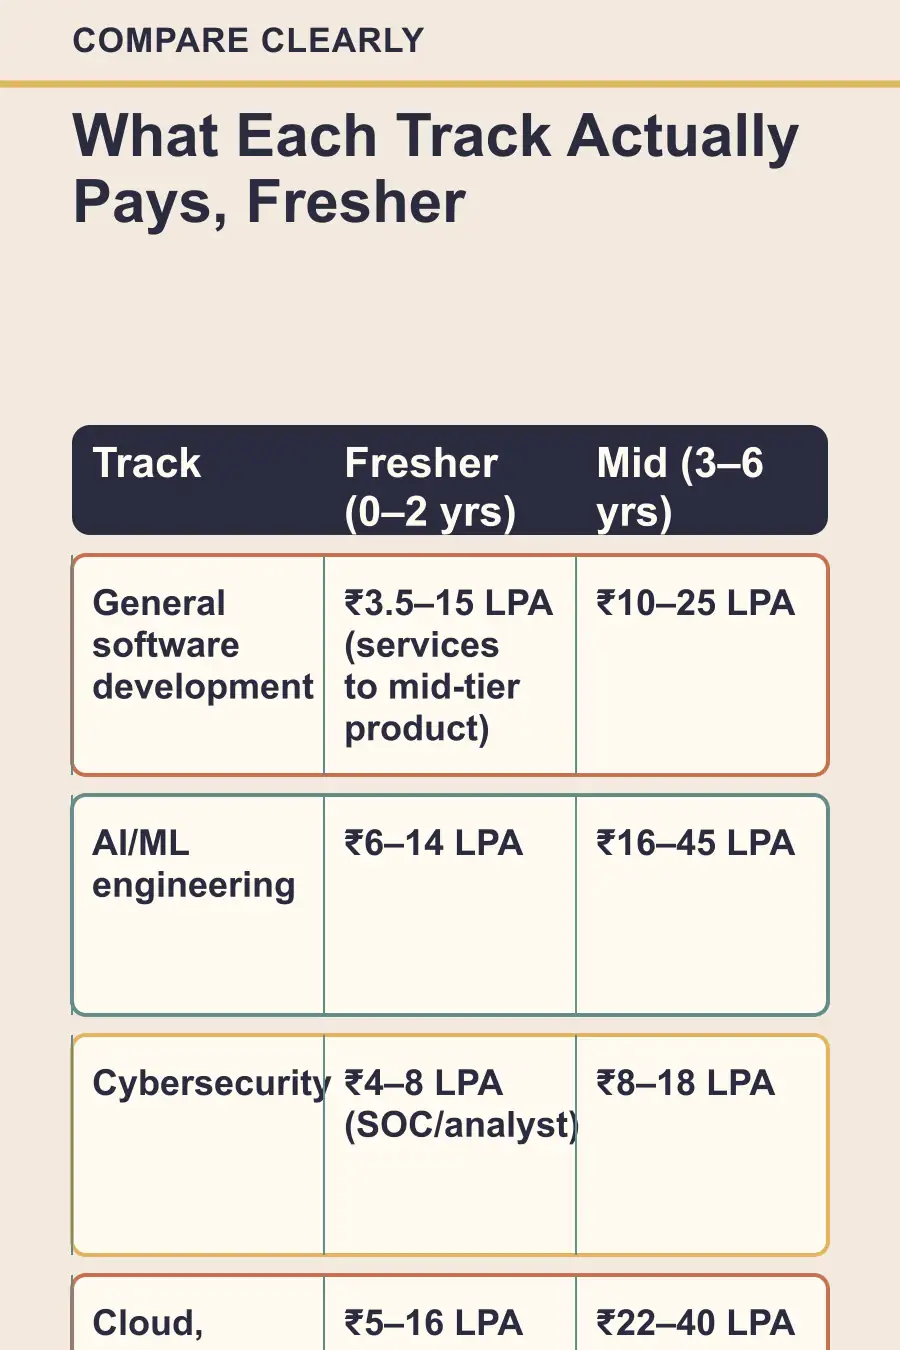 COMPARE CLEARLY
What Each Track Actually
Pays, Fresher
Track
Fresher
(0–2 yrs)
Mid (3–6
yrs)
General
software
development
₹3.5–15 LPA
(services
to mid-tier
product)
₹10–25 LPA
AI/ML
engineering
₹6–14 LPA
₹16–45 LPA
Cybersecurity
₹4–8 LPA
(SOC/analyst)
₹8–18 LPA
Cloud,
₹5–16 LPA
₹22–40 LPA